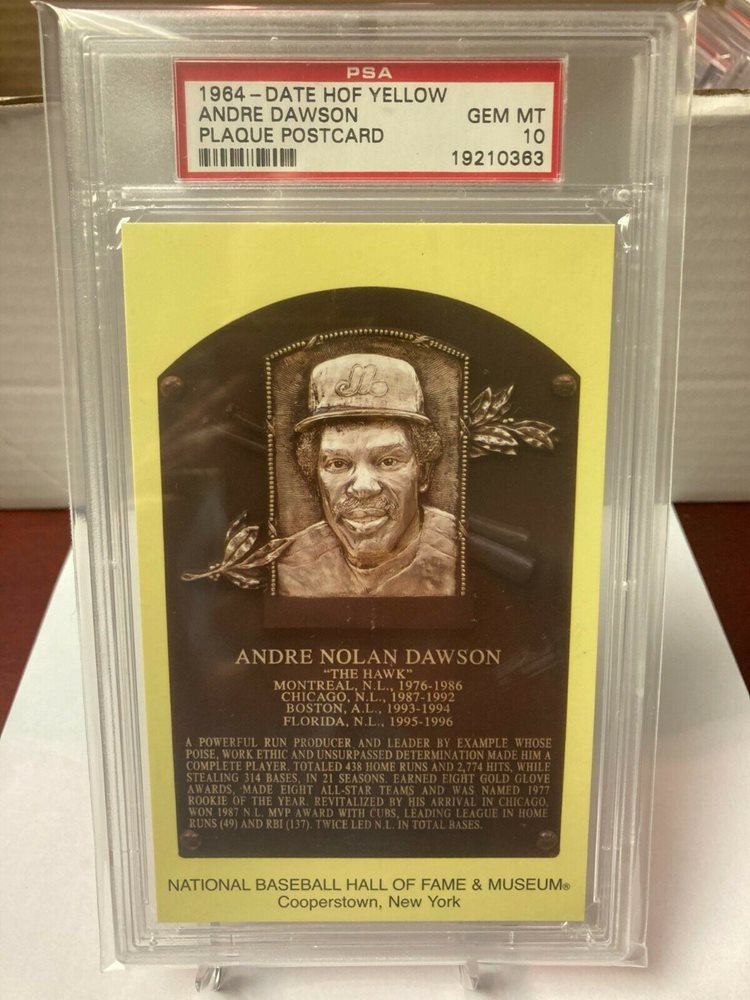 PSA
1964-DATE HOF YELLOW
ANDRE DAWSON GEM MT
PLAQUE POSTCARD 10
19210363
M
ANDRE NOLAN DAWSON
"THE HAWK"
MONTREAL, N.L., 1976-1986
CHICAGO, N.L., 1987-1992
BOSTON, A.L., 1993-1994
FLORIDA, N.L., 1995-1996
A POWERFUL RUN PRODUCER AND LEADER BY EXAMPLE WHOSE
POISE, WORK ETHIC AND UNSURPASSED DETERMINATION MADE HIM A
COMPLETE PLAYER. TOTALED 438 HOME RUNS AND 2,774 HITS, WHILE
STEALING 314 BASES, IN 21 SEASONS. EARNED EIGHT GOLD GLOVE
AWARDS, MADE EIGHT ALL-STAR TEAMS AND WAS NAMED 1977
ROOKIE OF THE YEAR. REVITALIZED BY HIS ARRIVAL IN CHICAGO,
WON 1987 N.L. MVP AWARD WITH CUBS, LEADING LEAGUE IN HOME
RUNS (49) AND RBI (137). TWICE LED N.L. IN TOTAL BASES.
NATIONAL BASEBALL HALL OF FAME & MUSEUM®
Cooperstown, New York